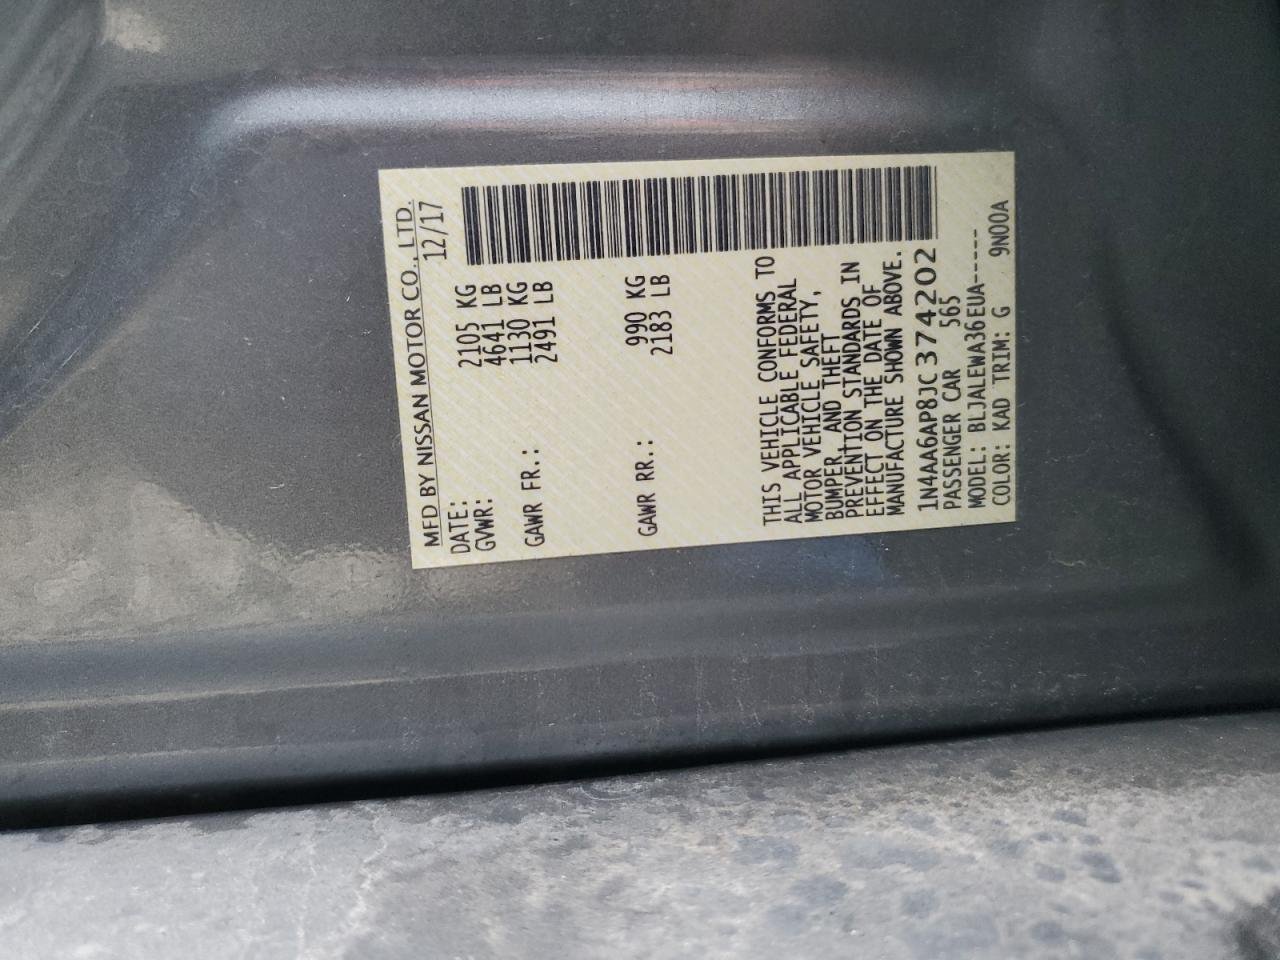 MFD BY NISSAN MOTOR CO., LTD.
DATE: 12/17
GVWR: 2105 KG
4641 LB
GAWR FR.: 1130 KG
2491 LB
GAWR RR.: 990 KG
2183 LB
THIS VEHICLE CONFORMS TO
ALL APPLICABLE FEDERAL
MOTOR VEHICLE SAFETY,
BUMPER, AND THEFT
PREVENTION STANDARDS IN
EFFECT ON THE DATE OF
MANUFACTURE SHOWN ABOVE.
1N4AA6AP8JC374202
PASSENGER CAR 565
MODEL: BLJALEWA36EUA-----
COLOR: KAD TRIM: G 9N00A